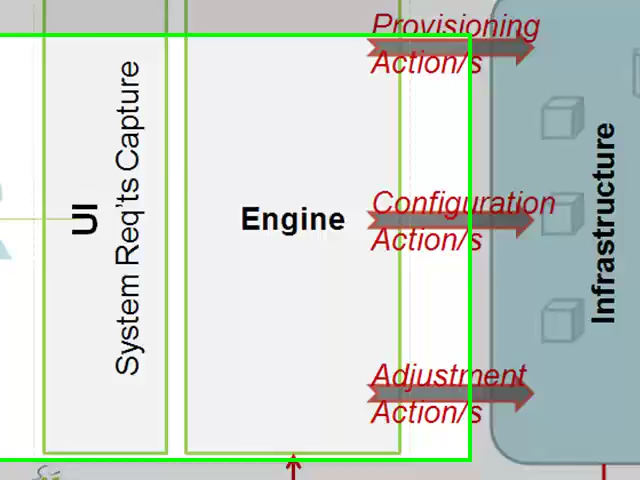 UI
System Req'ts Capture
Engine
Provisioning
Action/s
Configuration
Action/s
Adjustment
Action/s
Infrastructure